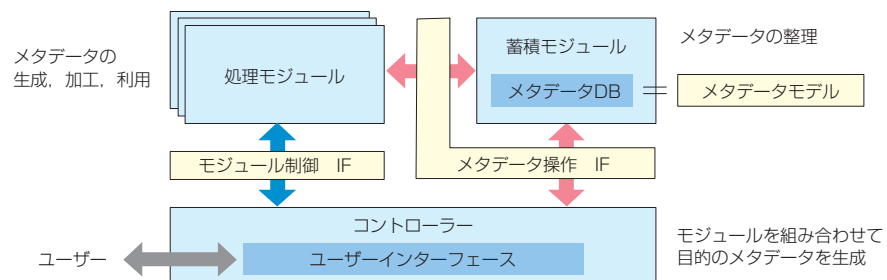 メタデータの
生成，加工，利用
処理モジュール
蓄積モジュール
メタデータDB
メタデータの整理
メタデータモデル
モジュール制御　IF
メタデータ操作　IF
コントローラー
ユーザー
ユーザーインターフェース
モジュールを組み合わせて
目的のメタデータを生成